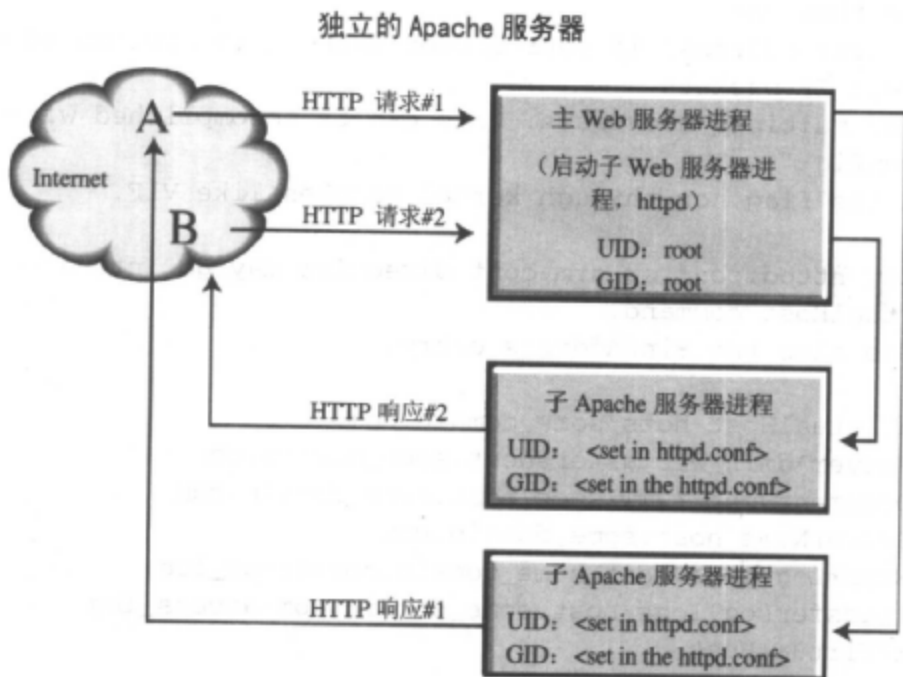 独立的 Apache 服务器
HTTP 请求#1
A
Internet
HTTP 请求#2
B
主 Web 服务器进程
（启动子 Web 服务器进
程，httpd）
UID：root
GID：root
HTTP 响应#2
子 Apache 服务器进程
UID： <set in httpd.conf>
GID：<set in the httpd.conf>
HTTP 响应#1
子 Apache 服务器进程
UID：<set in httpd.conf>
GID：<set in the httpd.conf>